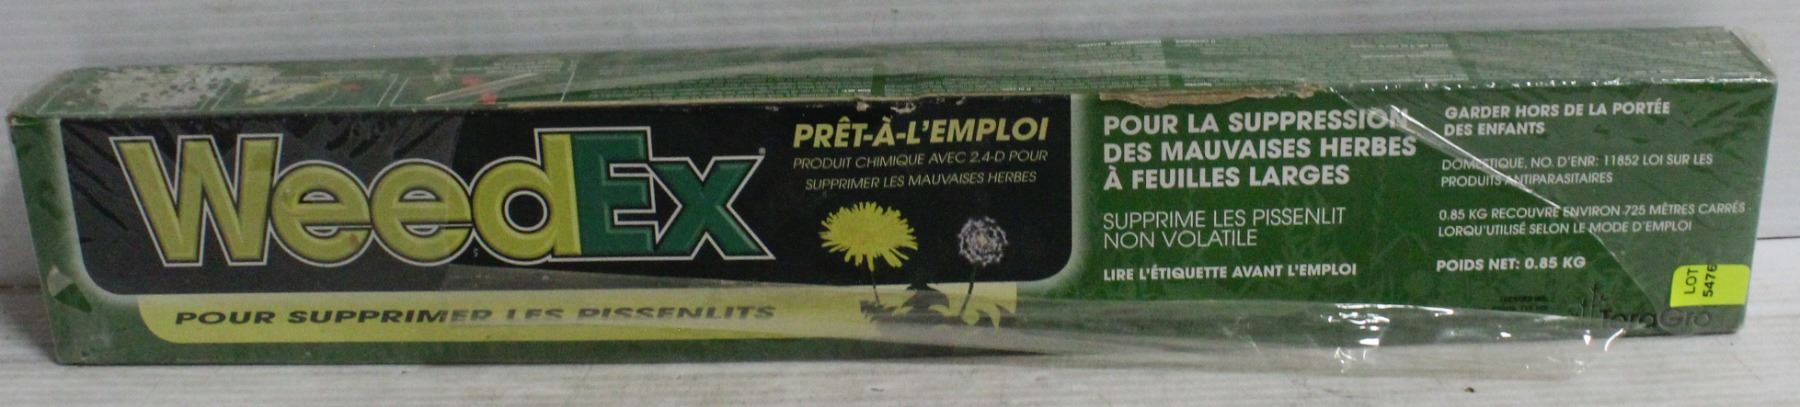 WeedEx
PRÊT-À-L'EMPLOI
PRODUIT CHIMIQUE AVEC 2.4-D POUR
SUPPRIMER LES MAUVAISES HERBES
POUR SUPPRIMER LES PISSENLITS
POUR LA SUPPRESSION
DES MAUVAISES HERBES
À FEUILLES LARGES
SUPPRIME LES PISSENLIT
NON VOLATILE
LIRE L'ÉTIQUETTE AVANT L'EMPLOI
GARDER HORS DE LA PORTÉE
DES ENFANTS
DOMESTIQUE, NO. D'ENR: 11852 LOI SUR LES
PRODUITS ANTIPARASITAIRES
0.85 KG RECOUVRE ENVIRON 725 MÈTRES CARRÉS
LORQU'UTILISÉ SELON LE MODE D'EMPLOI
POIDS NET: 0.85 KG
TeraGro
LOT
5476